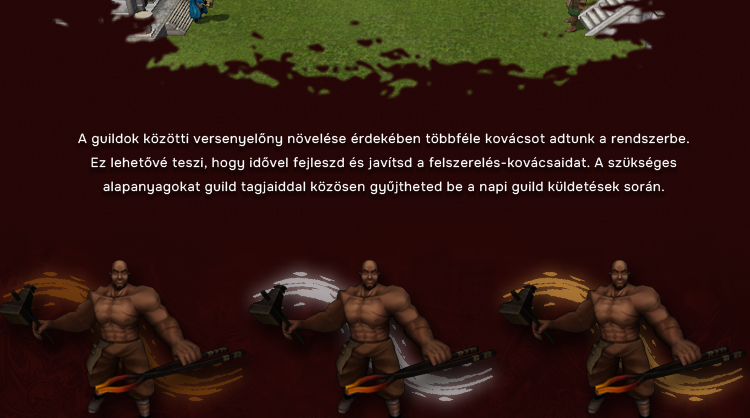 A guildok közötti versenyelőny növelése érdekében többféle kovácsot adtunk a rendszerbe.
Ez lehetővé teszi, hogy idővel fejleszd és javítsd a felszerelés-kovácsaidat. A szükséges
alapanyagokat guild tagjaiddal közösen gyűjtheted be a napi guild küldetések során.